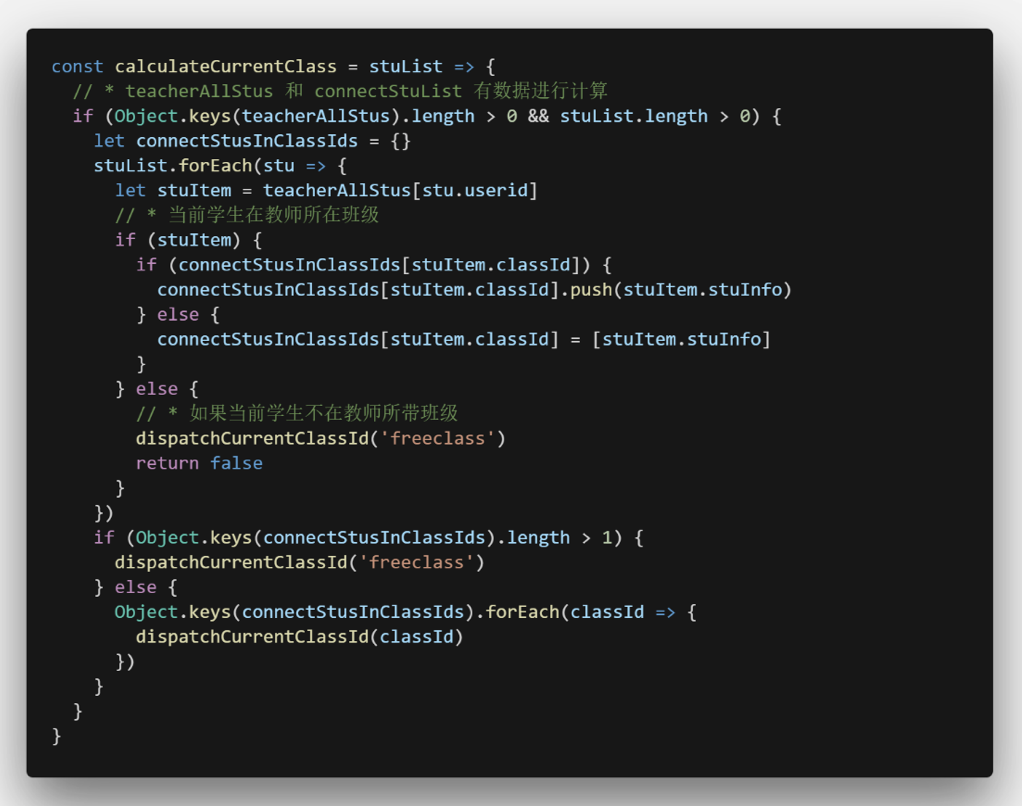 const calculateCurrentClass = stuList => {
  // * teacherAllStus 和 connectStuList 有数据进行计算
  if (Object.keys(teacherAllStus).length > 0 && stuList.length > 0) {
    let connectStusInClassIds = {}
    stuList.forEach(stu => {
      let stuItem = teacherAllStus[stu.userid]
      // * 当前学生在教师所在班级
      if (stuItem) {
        if (connectStusInClassIds[stuItem.classId]) {
          connectStusInClassIds[stuItem.classId].push(stuItem.stuInfo)
        } else {
          connectStusInClassIds[stuItem.classId] = [stuItem.stuInfo]
        }
      } else {
        // * 如果当前学生不在教师所带班级
        dispatchCurrentClassId('freeclass')
        return false
      }
    })
    if (Object.keys(connectStusInClassIds).length > 1) {
      dispatchCurrentClassId('freeclass')
    } else {
      Object.keys(connectStusInClassIds).forEach(classId => {
        dispatchCurrentClassId(classId)
      })
    }
  }
}